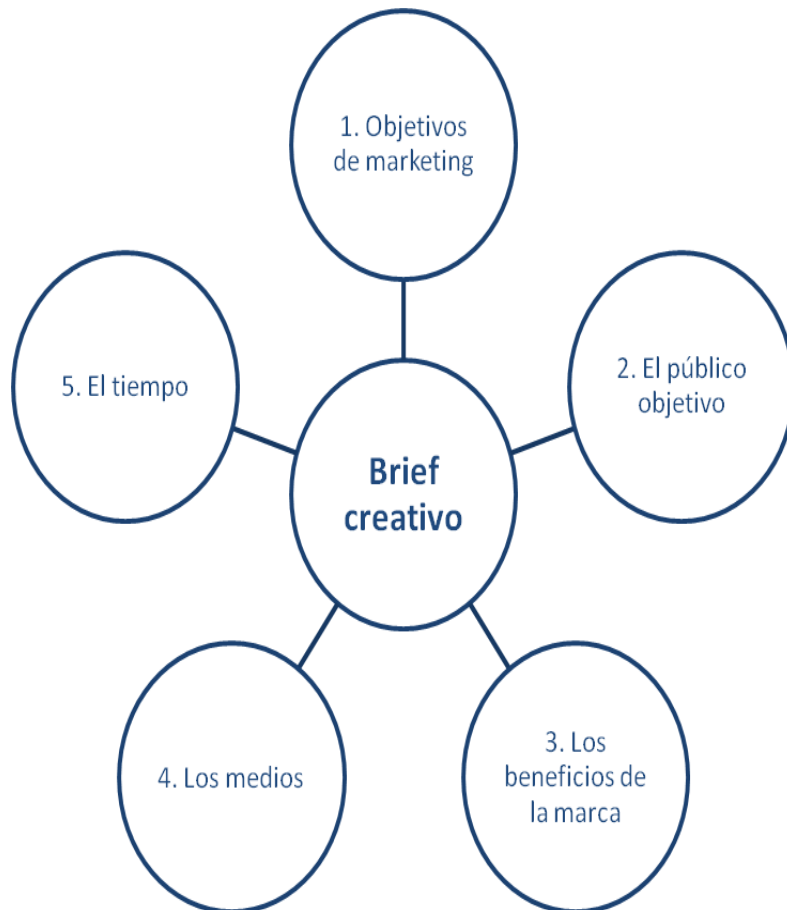 1. Objetivos
de marketing
2. El público
objetivo
3. Los
beneficios de
la marca
4. Los medios
5. El tiempo
Brief
creativo